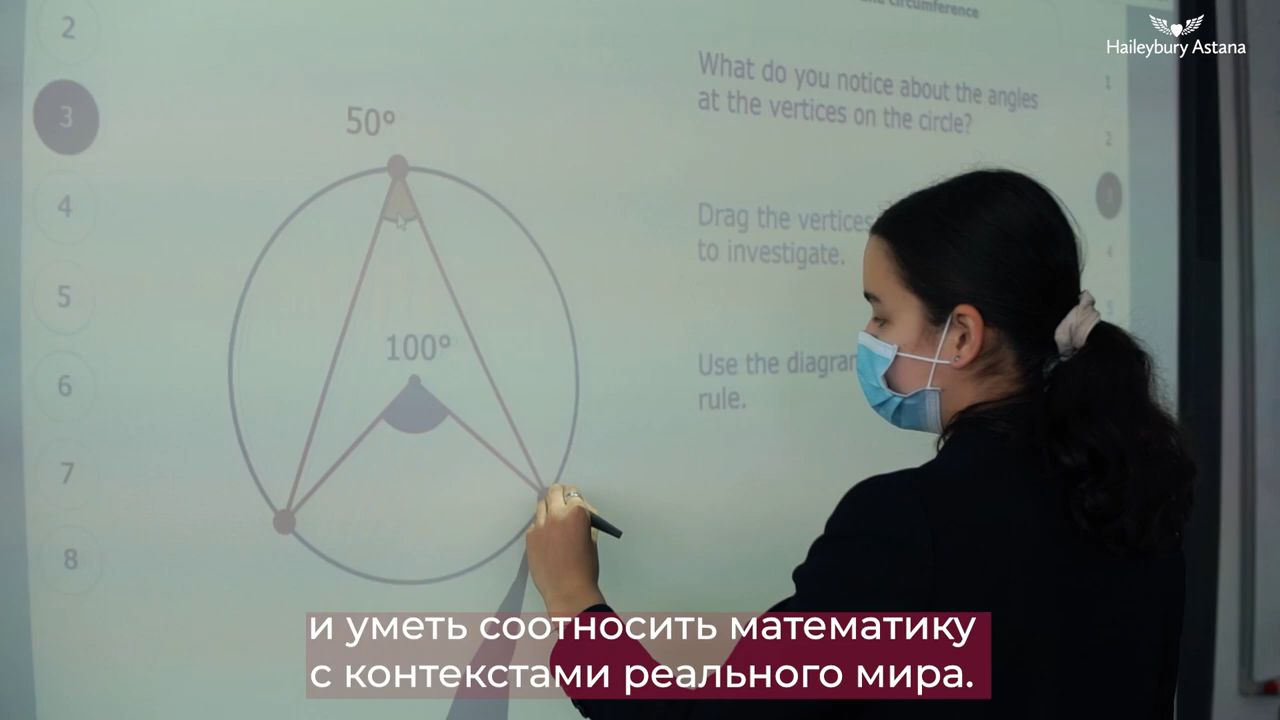 circumference
Haileybury Astana
2
3
4
5
6
7
8
50°
100°
What do you notice about the angles
at the vertices on the circle?
Drag the vertices
to investigate.
Use the
rule.
1
2
3
4
5
и уметь соотносить математику
с контекстами реального мира.